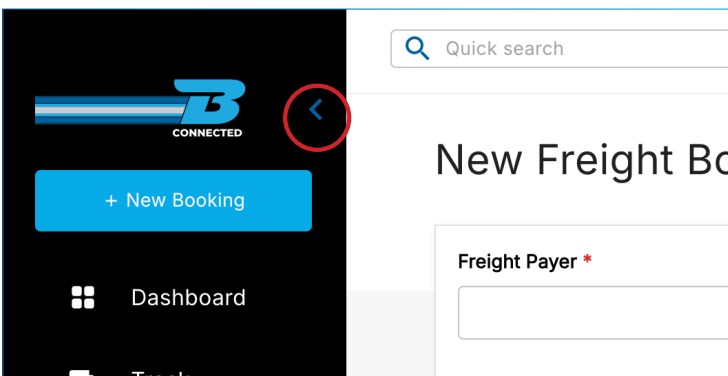 Quick search
B
CONNECTED
New Freight Bo
+ New Booking
Freight Payer *
Dashboard